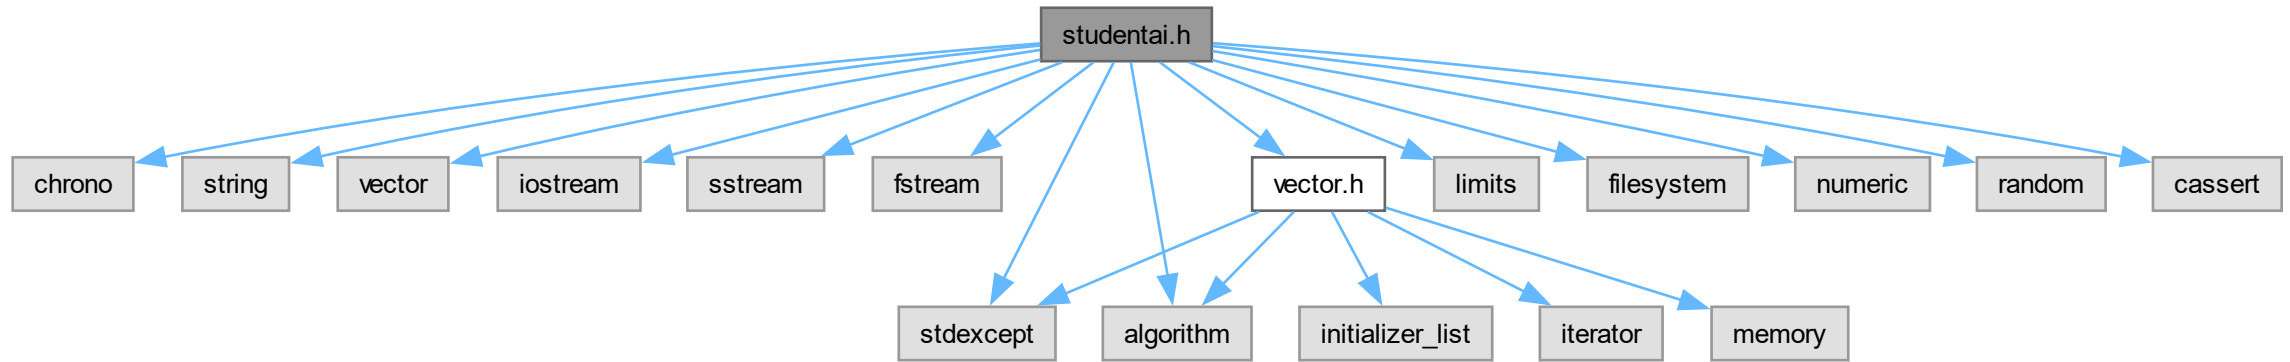 studentai.h
chrono
string
vector
iostream
sstream
fstream
vector.h
limits
filesystem
numeric
random
cassert
stdexcept
algorithm
initializer_list
iterator
memory